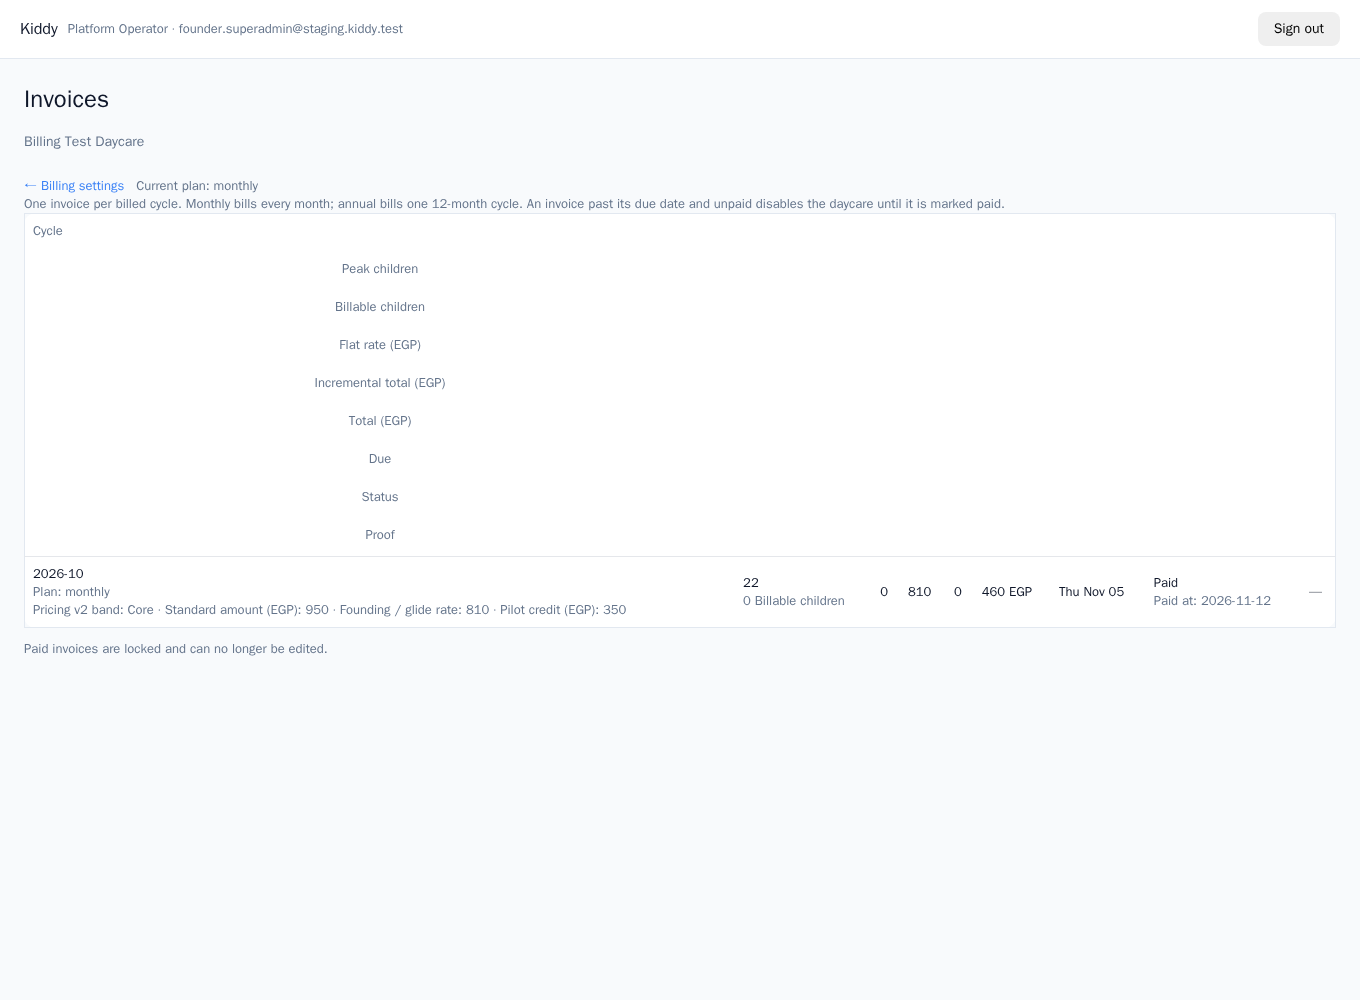 Kiddy Platform Operator · founder.superadmin@staging.kiddy.test Sign out
Invoices
Billing Test Daycare
← Billing settings Current plan: monthly
One invoice per billed cycle. Monthly bills every month; annual bills one 12-month cycle. An invoice past its due date and unpaid disables the daycare until it is marked paid.
Cycle
Peak children
Billable children
Flat rate (EGP)
Incremental total (EGP)
Total (EGP)
Due
Status
Proof
2026-10
Plan: monthly
Pricing v2 band: Core · Standard amount (EGP): 950 · Founding / glide rate: 810 · Pilot credit (EGP): 350
22
0 Billable children
0 810 0 460 EGP Thu Nov 05
Paid
Paid at: 2026-11-12
—
Paid invoices are locked and can no longer be edited.